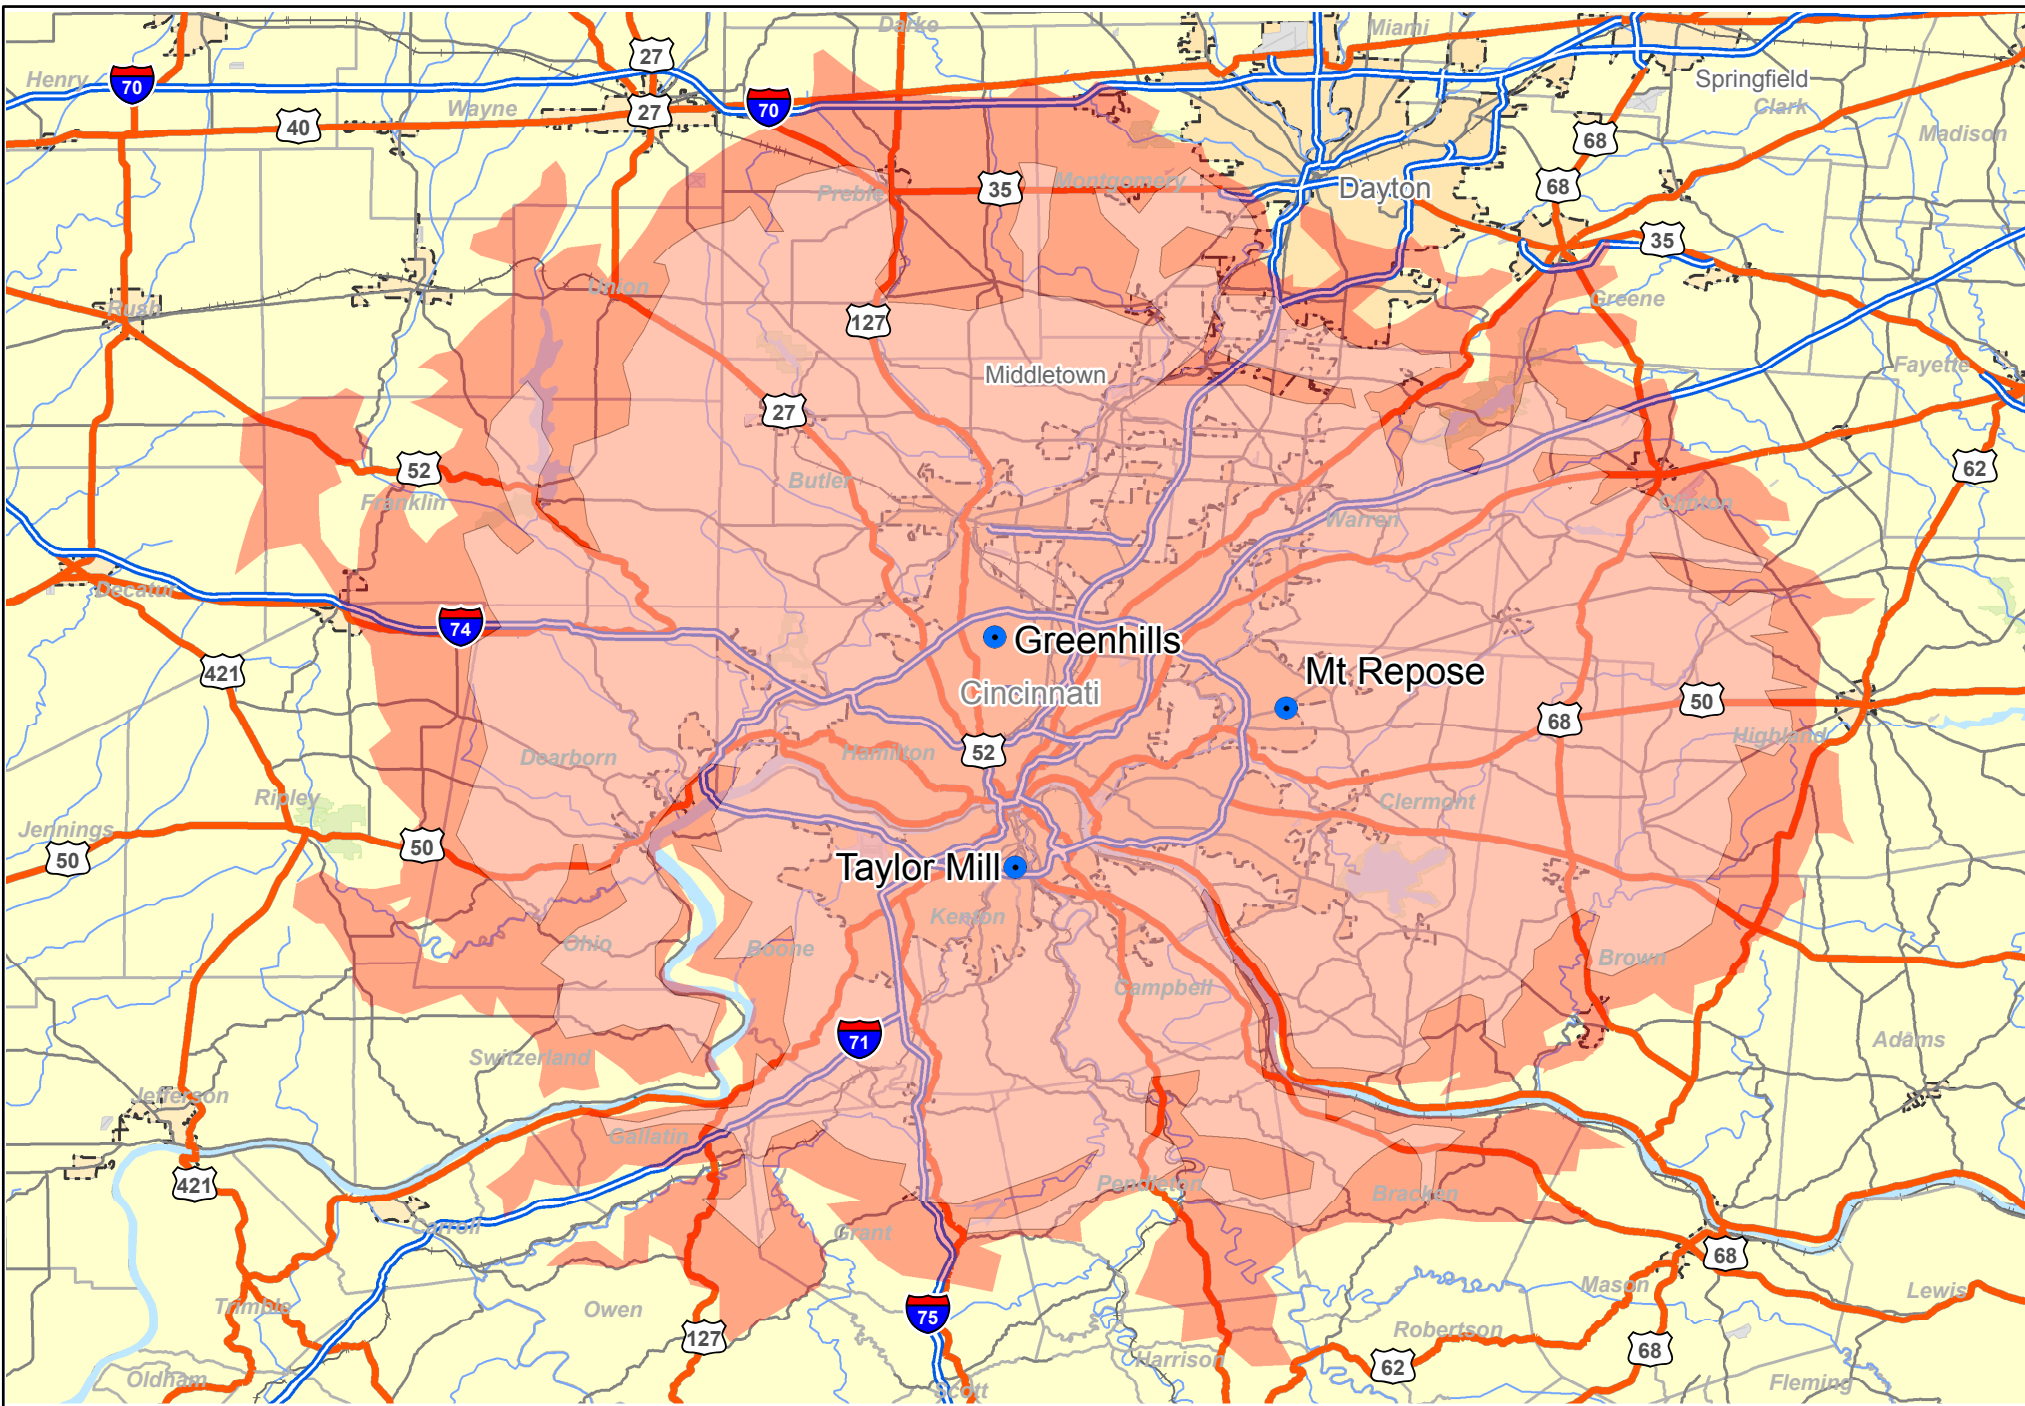 Darke
Miami
27
Henry
70
Wayne
27
70
Springfield
Clark
40
Madison
68
Preble
35
Montgomery
Dayton
68
35
Union
Greene
Rush
127
Middletown
Fayette
27
52
62
Franklin
Butler
Warren
Clinton
Decatur
74
Greenhills
421
Mt Repose
Cincinnati
50
68
Highland
Dearborn
Hamilton
52
Ripley
Clermont
Jennings
50
50
Taylor Mill
Kenton
Ohio
Boone
Brown
Campbell
71
Switzerland
Adams
Jefferson
Gallatin
421
Pendleton
Bracken
Carroll
Grant
68
Trimble
Owen
75
Mason
Lewis
127
Robertson
62
68
Harrison
Oldham
Scott
Fleming